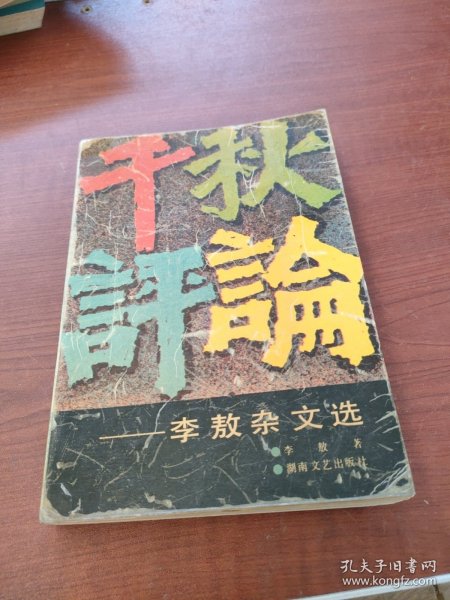 千秋
評論
——李敖杂文选
李敖 著
湖南文艺出版社
孔夫子旧书网
www.kongfz.com